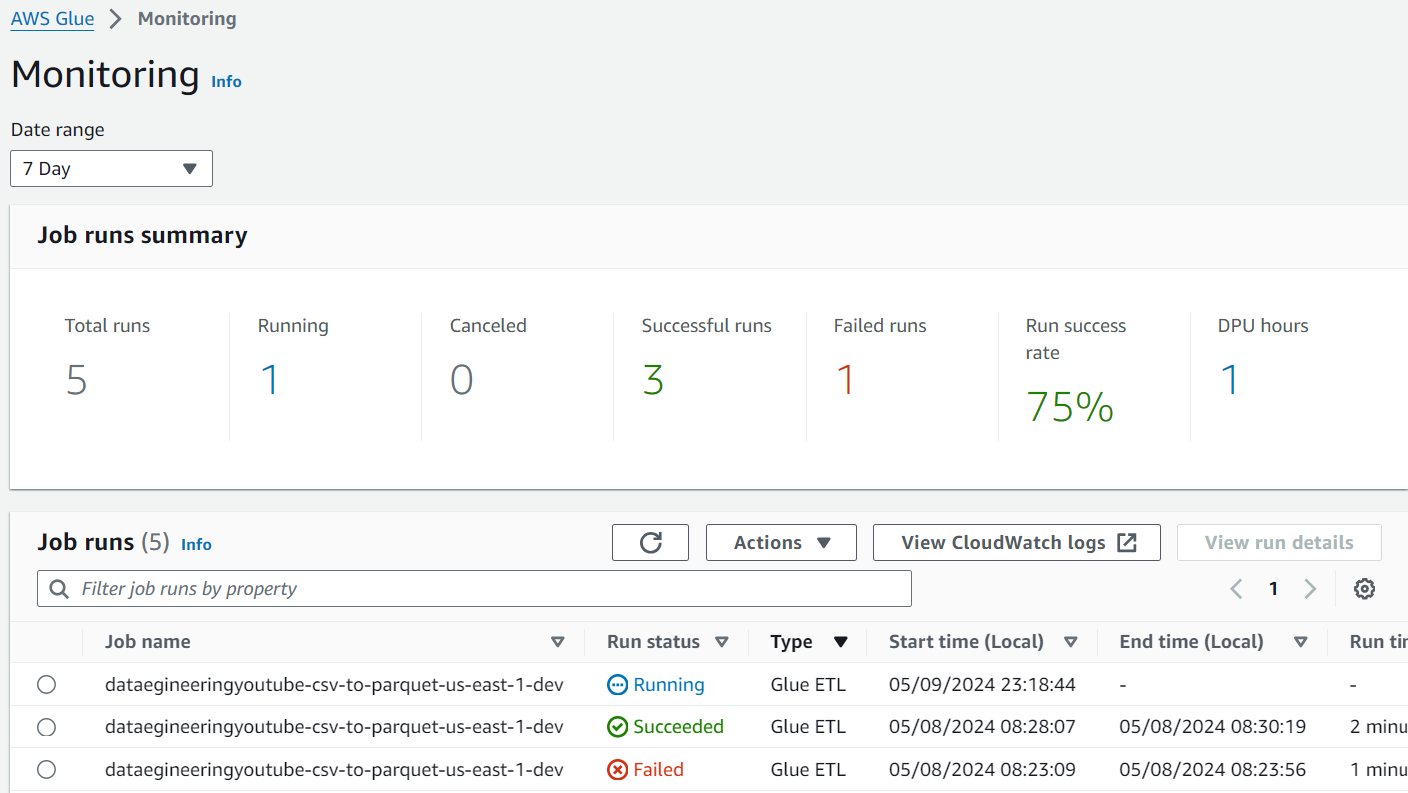 AWS Glue Monitoring
Monitoring Info
Date range
7 Day
Job runs summary
Total runs Running Canceled Successful runs Failed runs Run success rate DPU hours
5 1 0 3 1 75% 1
Job runs (5) Info Actions View CloudWatch logs View run details
Filter job runs by property 1
Job name Run status Type Start time (Local) End time (Local) Run
dataegineeringyoutube-csv-to-parquet-us-east-1-dev Running Glue ETL 05/09/2024 23:18:44 - -
dataegineeringyoutube-csv-to-parquet-us-east-1-dev Succeeded Glue ETL 05/08/2024 08:28:07 05/08/2024 08:30:19 2
dataegineeringyoutube-csv-to-parquet-us-east-1-dev Failed Glue ETL 05/08/2024 08:23:09 05/08/2024 08:23:56 1